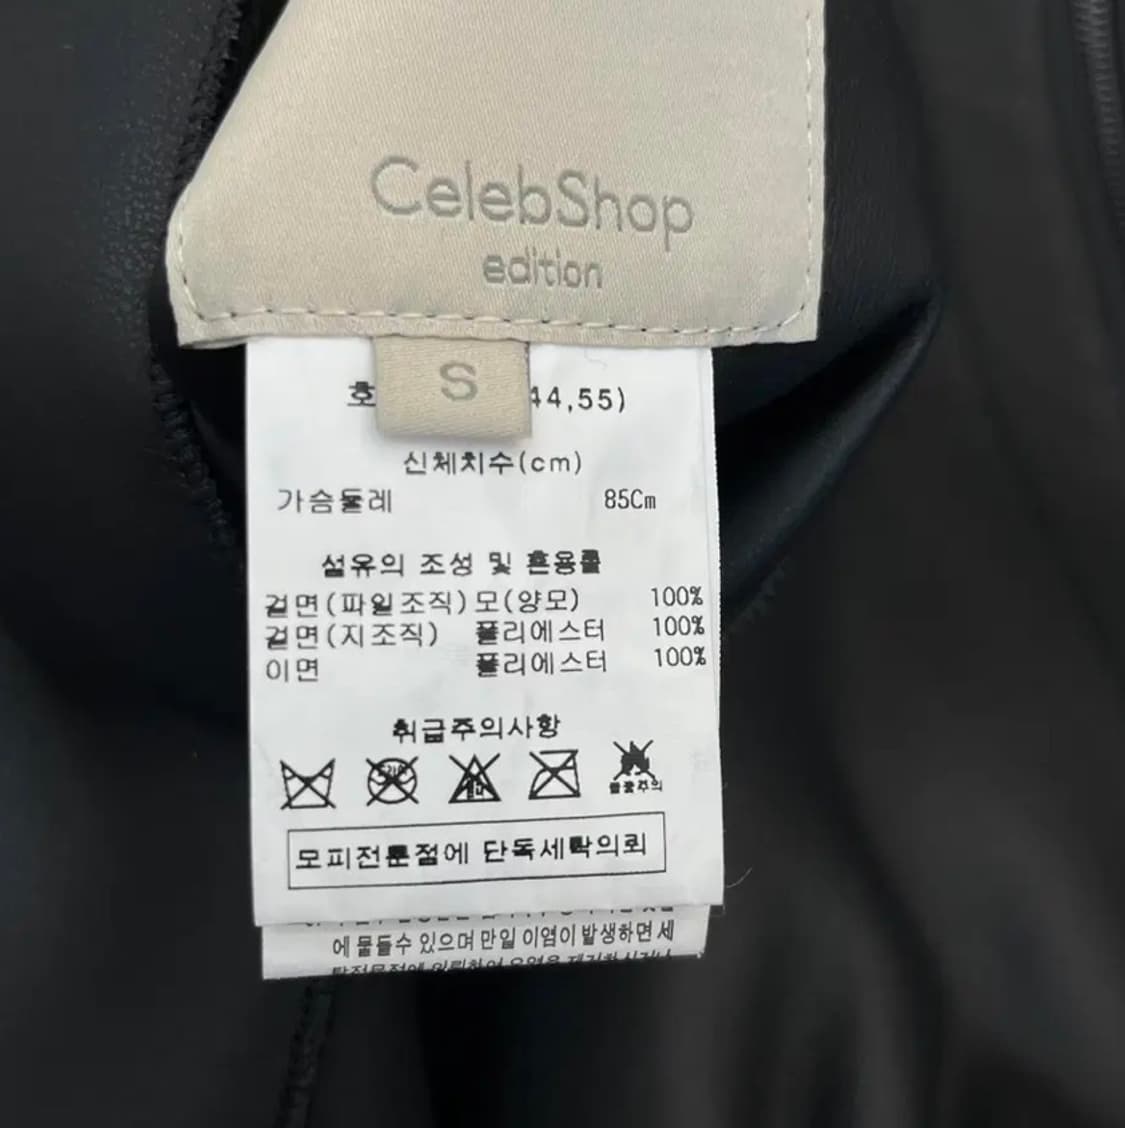 CelebShop
edition
S
호 44,55)
신체치수(cm)
가슴둘레 85Cm
섬유의 조성 및 혼용률
겉면(파일조직) 모(양모) 100%
겉면(지조직) 폴리에스터 100%
이면 폴리에스터 100%
취급주의사항
불꽃주의
모피전문점에 단독세탁의뢰
에 물들수 있으며 만일 이염이 발생하면 세